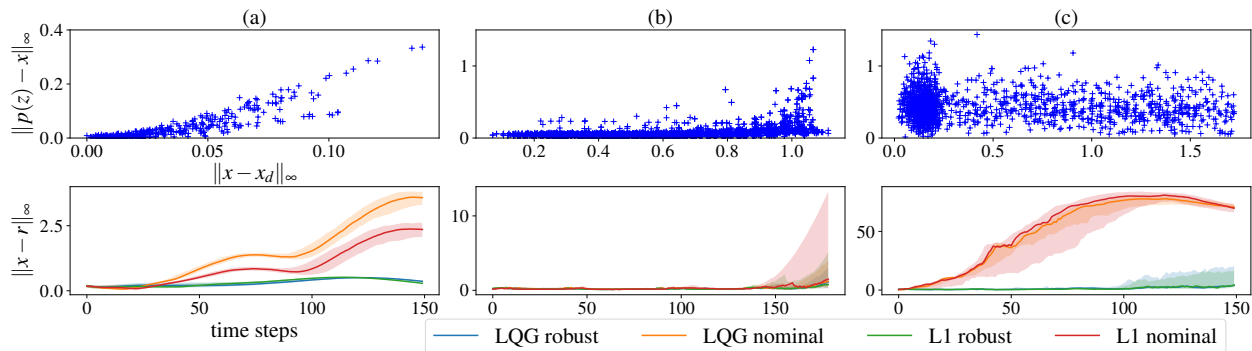 (a) (b) (c)
‖p(z) − x‖∞
0.4
0.2
0.0
0.00 0.05 0.10
‖x − x_d‖∞
1
0
0.2 0.4 0.6 0.8 1.0
1
0
0.0 0.5 1.0 1.5
‖x − r‖∞
2.5
0.0
0 50 100 150
time steps
10
0
0 50 100 150
50
0
0 50 100 150
LQG robust LQG nominal L1 robust L1 nominal